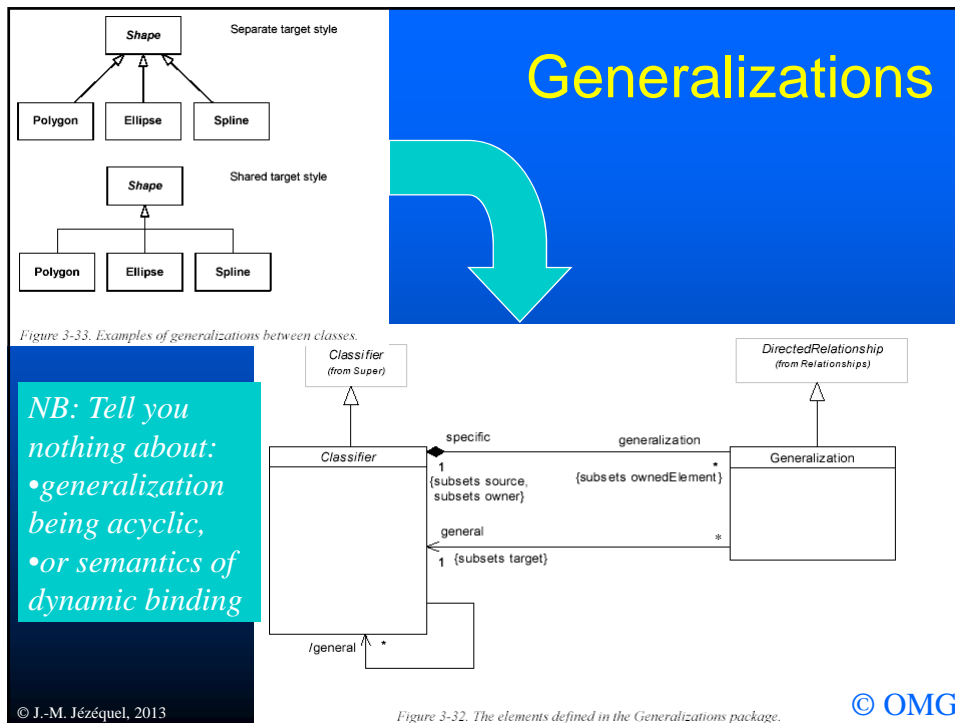 Generalizations
Shape
Separate target style
Polygon
Ellipse
Spline
Shape
Shared target style
Polygon
Ellipse
Spline
Figure 3-33. Examples of generalizations between classes.
NB: Tell you
nothing about:
•generalization
being acyclic,
•or semantics of
dynamic binding
Classifier
(from Super)
DirectedRelationship
(from Relationships)
Classifier
specific
1
{subsets source,
subsets owner}
generalization
*
{subsets ownedElement}
Generalization
general
1
{subsets target}
*
/general
*
© J.-M. Jézéquel, 2013
Figure 3-32. The elements defined in the Generalizations package.
© OMG